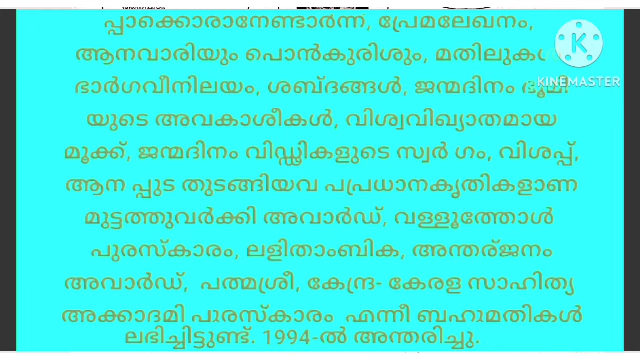 പ്പാക്കൊരാനേണ്ടാർന്ന, പ്രേമലേഖനം,
ആനവാരിയും പൊൻകുരിശും, മതിലുകൾ
ഭാർഗവീനിലയം, ശബ്ദങ്ങൾ, ജന്മദിനം ഭൂമി
യുടെ അവകാശീകൾ, വിശ്വവിഖ്യാതമായ
മൂക്ക്, ജന്മദിനം വിഡ്ഢികളുടെ സ്വർ ഗം, വിശപ്പ്,
ആന പ്പുട തുടങ്ങിയവ പപ്രധാനകൃതികളാണ
മുട്ടത്തുവർക്കി അവാർഡ്, വള്ളൂത്തോൾ
പുരസ്കാരം, ലളിതാംബിക, അന്തര്ജനം
അവാർഡ്, പത്മശ്രീ, കേന്ദ്ര- കേരള സാഹിത്യ
അക്കാദമി പുരസ്കാരം എന്നീ ബഹുമതികൾ
ലഭിച്ചിട്ടുണ്ട്. 1994-ൽ അന്തരിച്ചു.
KINEMASTER